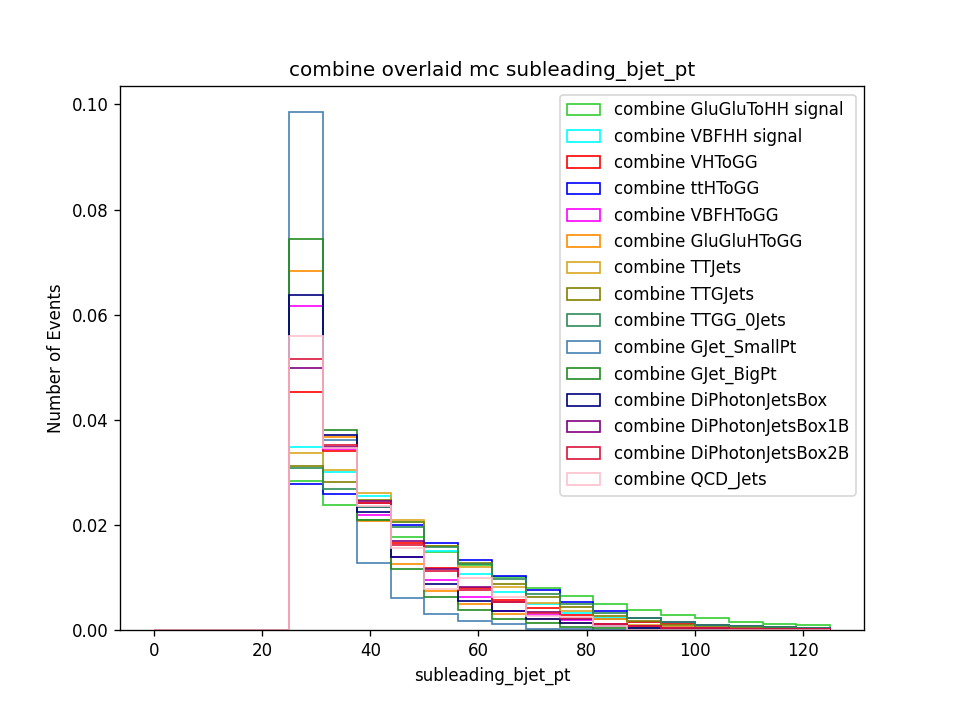 combine overlaid mc subleading_bjet_pt
Number of Events
0.10
0.08
0.06
0.04
0.02
0.00
combine GluGluToHH signal
combine VBFHH signal
combine VHToGG
combine ttHToGG
combine VBFHToGG
combine GluGluHToGG
combine TTJets
combine TTGJets
combine TTGG_0Jets
combine GJet_SmallPt
combine GJet_BigPt
combine DiPhotonJetsBox
combine DiPhotonJetsBox1B
combine DiPhotonJetsBox2B
combine QCD_Jets
0 20 40 60 80 100 120
subleading_bjet_pt